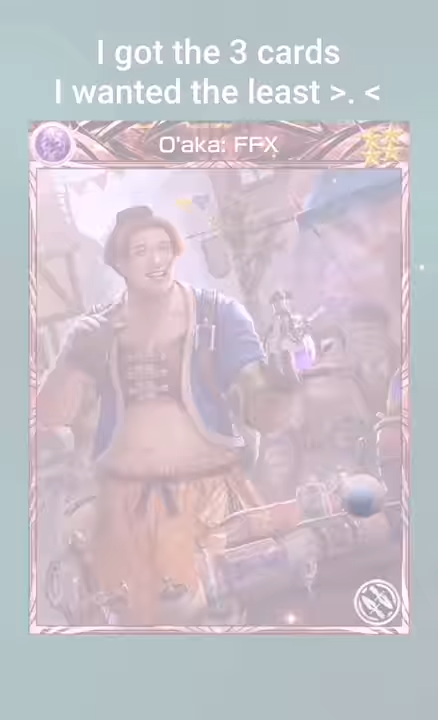 I got the 3 cards
I wanted the least >. <
O'aka: FFX